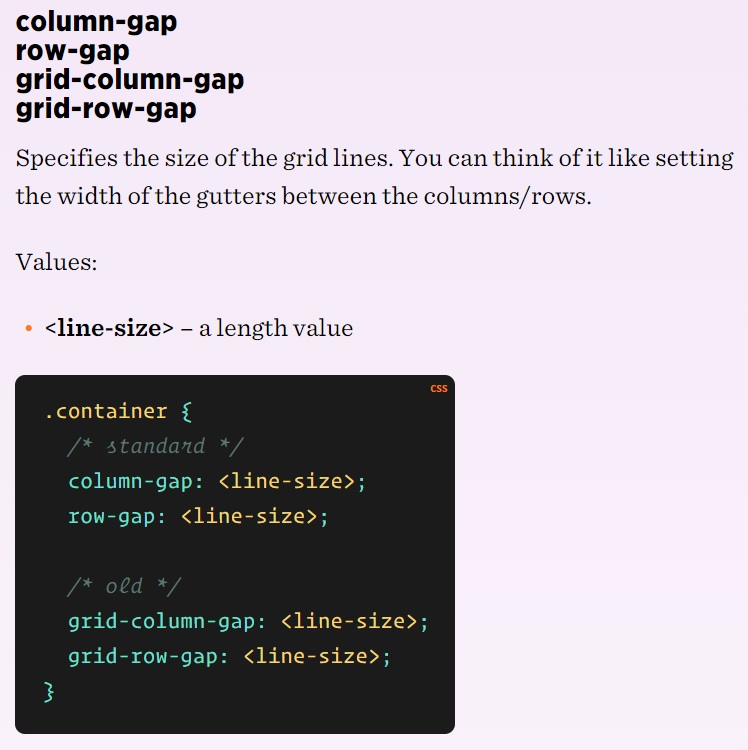 column-gap
row-gap
grid-column-gap
grid-row-gap
Specifies the size of the grid lines. You can think of it like setting
the width of the gutters between the columns/rows.
Values:
• <line-size> – a length value
CSS
.container {
/* standard */
column-gap: <line-size>;
row-gap: <line-size>;
/* old */
grid-column-gap: <line-size>;
grid-row-gap: <line-size>;
}